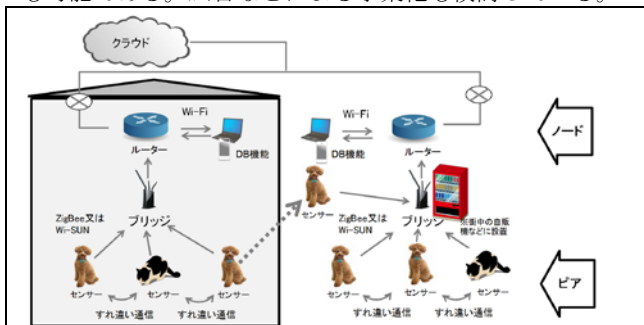 クラウド
Wi-Fi
ルーター
DB機能
ZigBee又は
Wi-SUN
ブリッジ
センサー
センサー
センサー
すれ違い通信
すれ違い通信
Wi-Fi
DB機能
ルーター
センサー
ZigBee又は
Wi-SUN
ブリッジ
※街中の自販
機などに設置
センサー
センサー
センサー
すれ違い通信
すれ違い通信
ノード
ピア